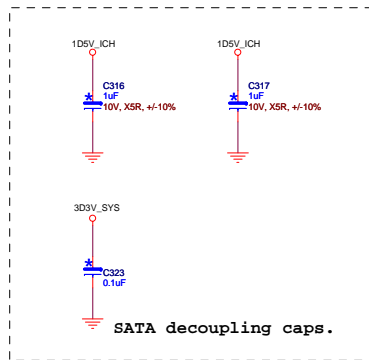 1D5V_ICH
1D5V_ICH
* C316
1uF
10V, X5R, +/-10%
* C317
1uF
10V, X5R, +/-10%
3D3V_SYS
* C323
0.1uF
SATA decoupling caps.